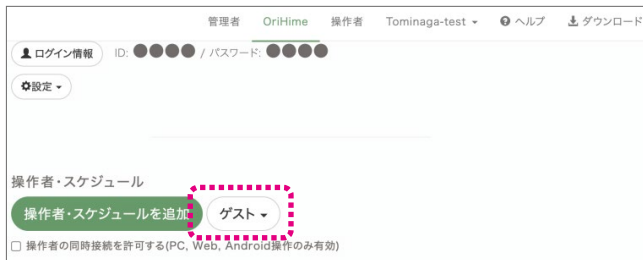 管理者 OriHime 操作者 Tominaga-test ヘルプ ダウンロード
ログイン情報 ID: ●●●● / パスワード: ●●●●
設定
操作者・スケジュール
操作者・スケジュールを追加 ゲスト
操作者の同時接続を許可する(PC, Web, Android操作のみ有効)